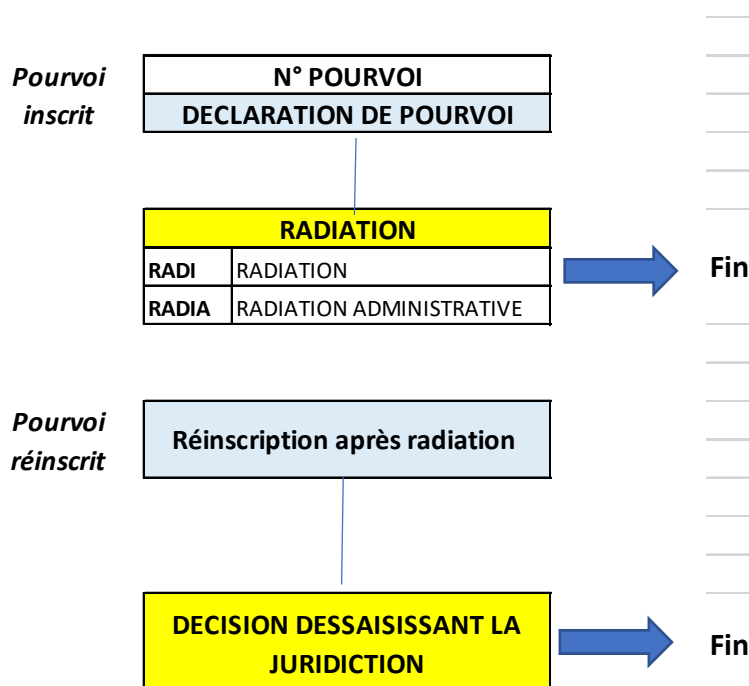 Pourvoi
inscrit
N° POURVOI
DECLARATION DE POURVOI
RADIATION
RADI RADIATION
RADIA RADIATION ADMINISTRATIVE
Fin
Pourvoi
réinscrit
Réinscription après radiation
DECISION DESSAISISSANT LA
JURIDICTION
Fin